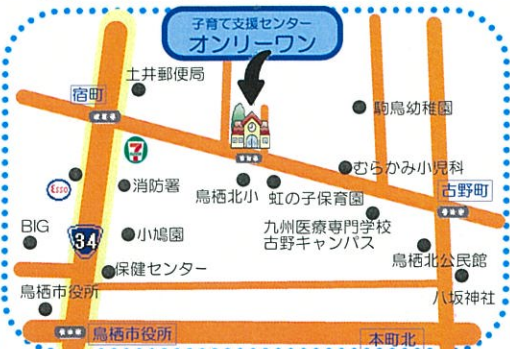 子育て支援センター
オンリーワン
土井郵便局
宿町
駒鳥幼稚園
7
Esso
消防署
鳥栖北小
虹の子保育園
むらかみ小児科
古野町
BIG
34
小鳩園
九州医療専門学校
古野キャンパス
保健センター
鳥栖北公民館
鳥栖市役所
八坂神社
鳥栖市役所
本町北